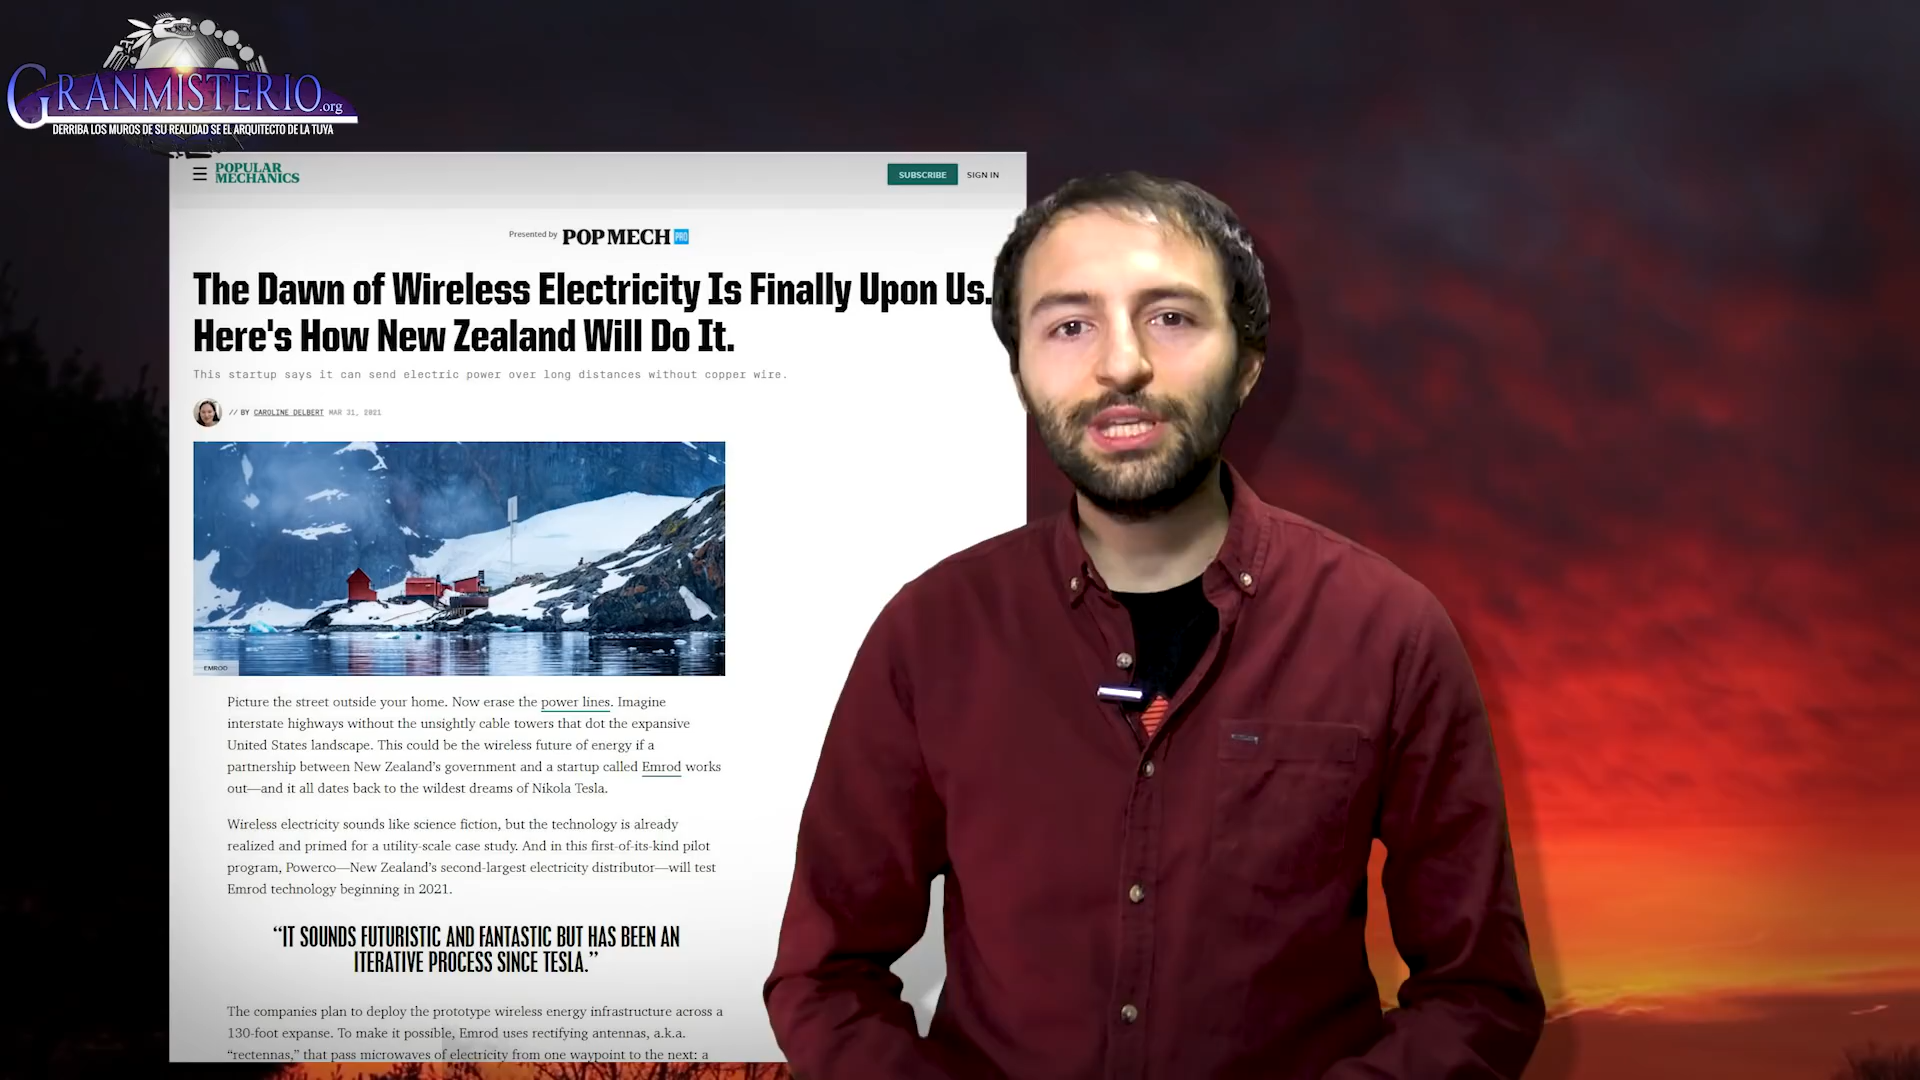 GRANMISTERIO.org
DERRIBA LOS MUROS DE SU REALIDAD SE EL ARQUITECTO DE LA TUYA
POPULAR
MECHANICS
SUBSCRIBE
SIGN IN
Presented by POP MECH PRO
The Dawn of Wireless Electricity Is Finally Upon Us.
Here's How New Zealand Will Do It.
This startup says it can send electric power over long distances without copper wire.
// BY CAROLINE DELBERT MAR 31, 2021
EMROD
Picture the street outside your home. Now erase the power lines. Imagine
interstate highways without the unsightly cable towers that dot the expansive
United States landscape. This could be the wireless future of energy if a
partnership between New Zealand’s government and a startup called Emrod works
out—and it all dates back to the wildest dreams of Nikola Tesla.
Wireless electricity sounds like science fiction, but the technology is already
realized and primed for a utility-scale case study. And in this first-of-its-kind pilot
program, Powerco—New Zealand’s second-largest electricity distributor—will test
Emrod technology beginning in 2021.
“IT SOUNDS FUTURISTIC AND FANTASTIC BUT HAS BEEN AN
ITERATIVE PROCESS SINCE TESLA.”
The companies plan to deploy the prototype wireless energy infrastructure across a
130-foot expanse. To make it possible, Emrod uses rectifying antennas, a.k.a.
“rectennas,” that pass microwaves of electricity from one waypoint to the next: a